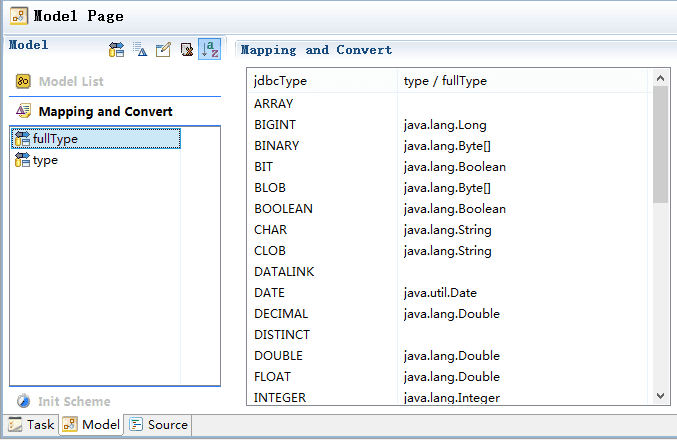 Model Page
Model
Mapping and Convert
Model List
Mapping and Convert
fullType
type
Init Scheme
jdbcType type / fullType
ARRAY
BIGINT java.lang.Long
BINARY java.lang.Byte[]
BIT java.lang.Boolean
BLOB java.lang.Byte[]
BOOLEAN java.lang.Boolean
CHAR java.lang.String
CLOB java.lang.String
DATALINK
DATE java.util.Date
DECIMAL java.lang.Double
DISTINCT
DOUBLE java.lang.Double
FLOAT java.lang.Double
INTEGER java.lang.Integer
Task Model Source